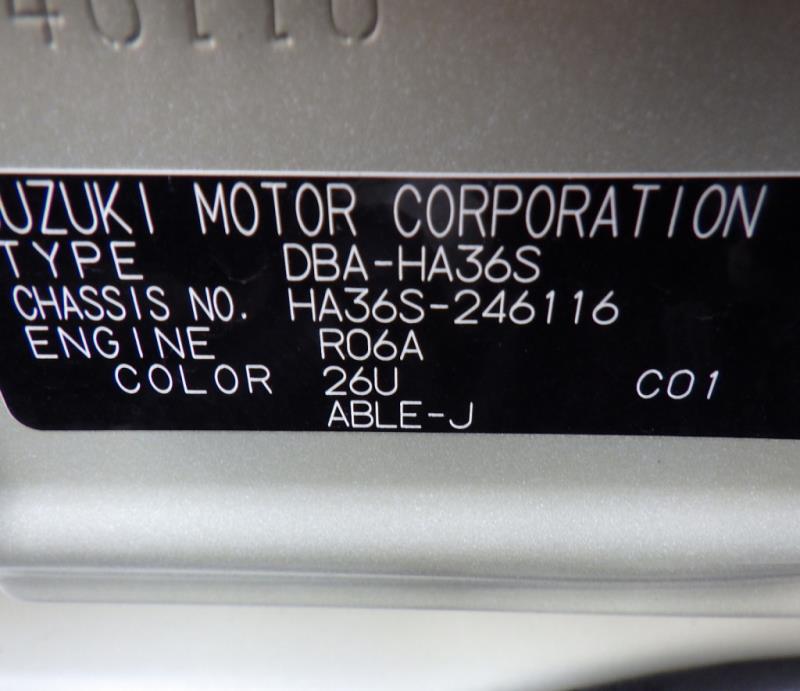 UZUKI MOTOR CORPORATION
TYPE DBA-HA36S
CHASSIS NO. HA36S-246116
ENGINE R06A
COLOR 26U C01
ABLE-J